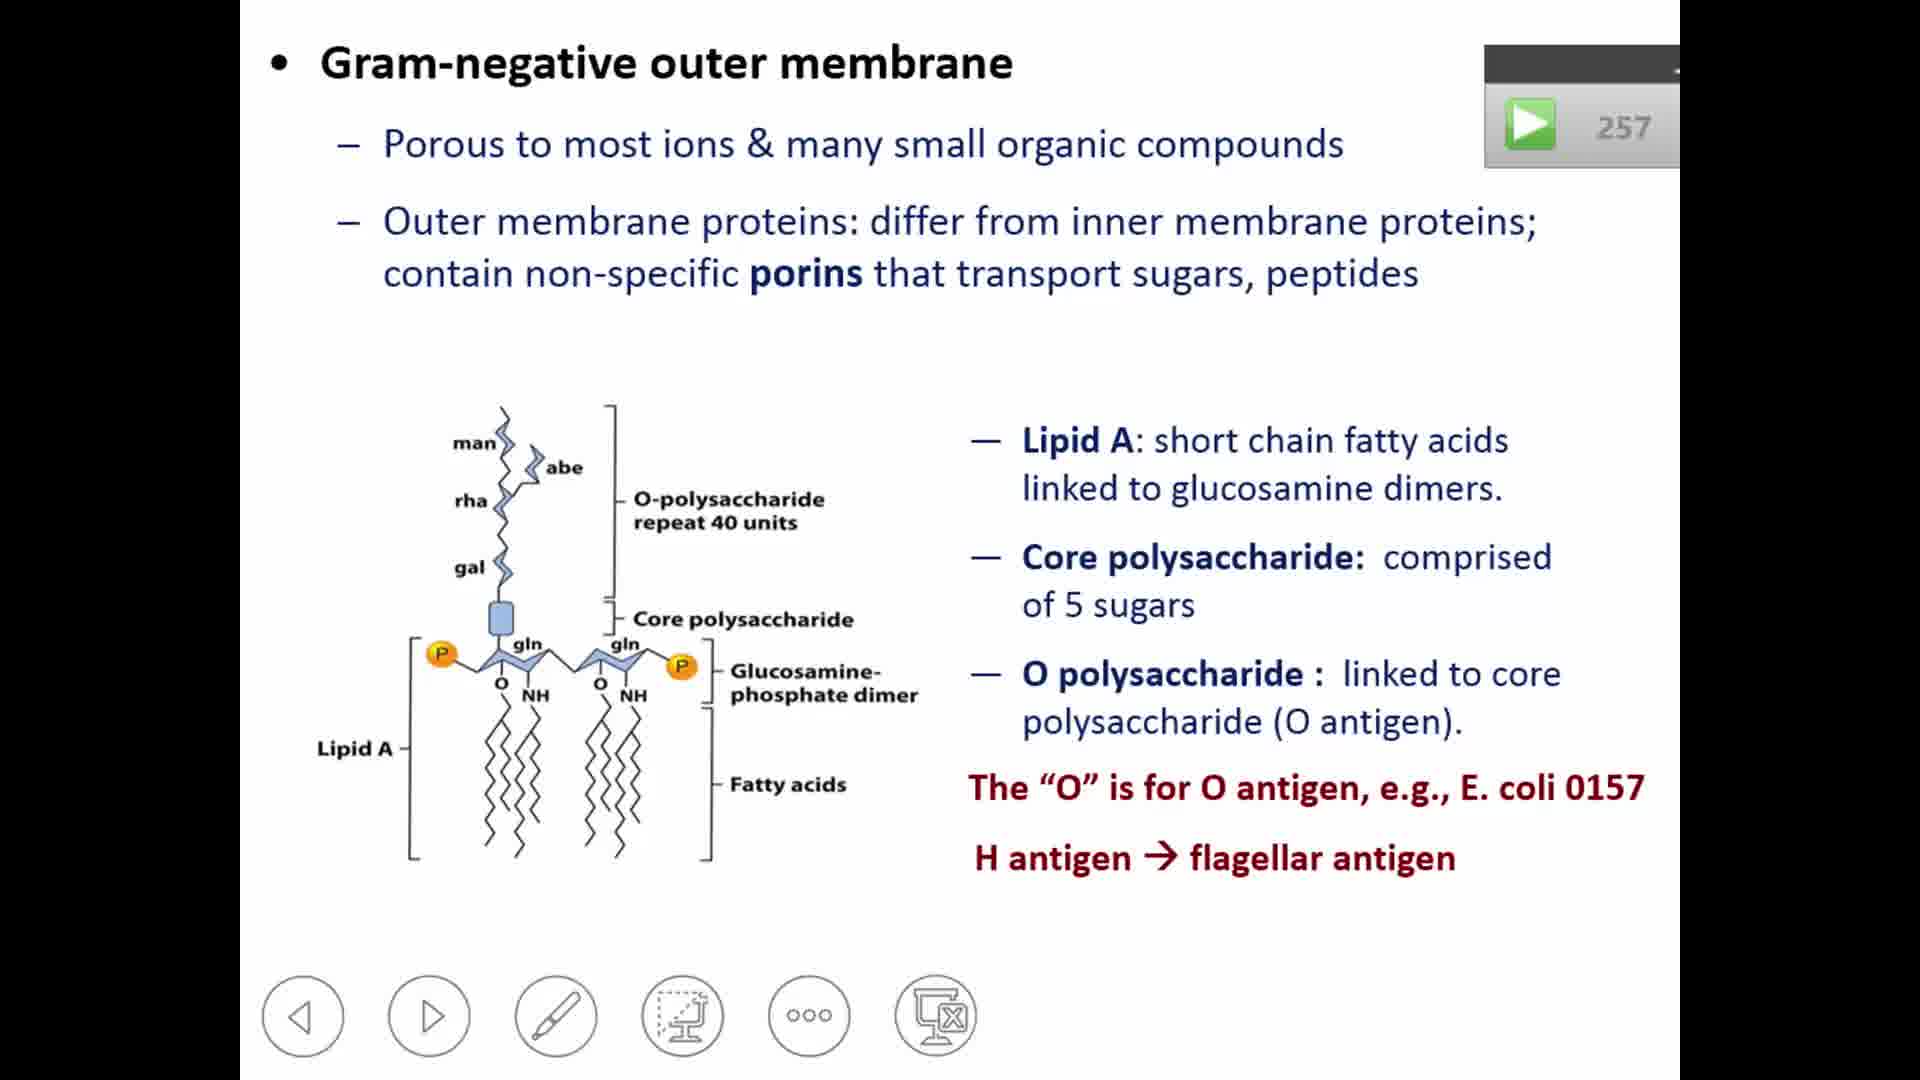 • Gram-negative outer membrane
257
– Porous to most ions & many small organic compounds
– Outer membrane proteins: differ from inner membrane proteins;
contain non-specific porins that transport sugars, peptides
man
abe
rha
O-polysaccharide
repeat 40 units
gal
Core polysaccharide
P
gln
gln
P
O
NH
O
NH
Glucosamine-
phosphate dimer
Lipid A
Fatty acids
— Lipid A: short chain fatty acids
linked to glucosamine dimers.
— Core polysaccharide: comprised
of 5 sugars
— O polysaccharide : linked to core
polysaccharide (O antigen).
The “O” is for O antigen, e.g., E. coli 0157
H antigen → flagellar antigen